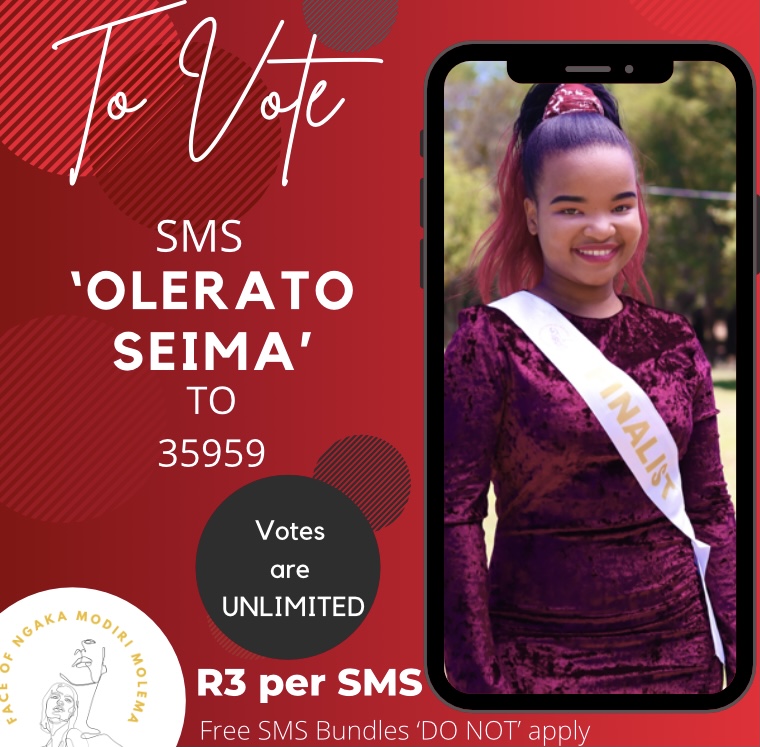 To Vote
SMS
‘OLERATO
SEIMA’
TO
35959
Votes
are
UNLIMITED
R3 per SMS
Free SMS Bundles ‘DO NOT’ apply
FACE OF NGAKA MODIRI MOLEMA
INALIST